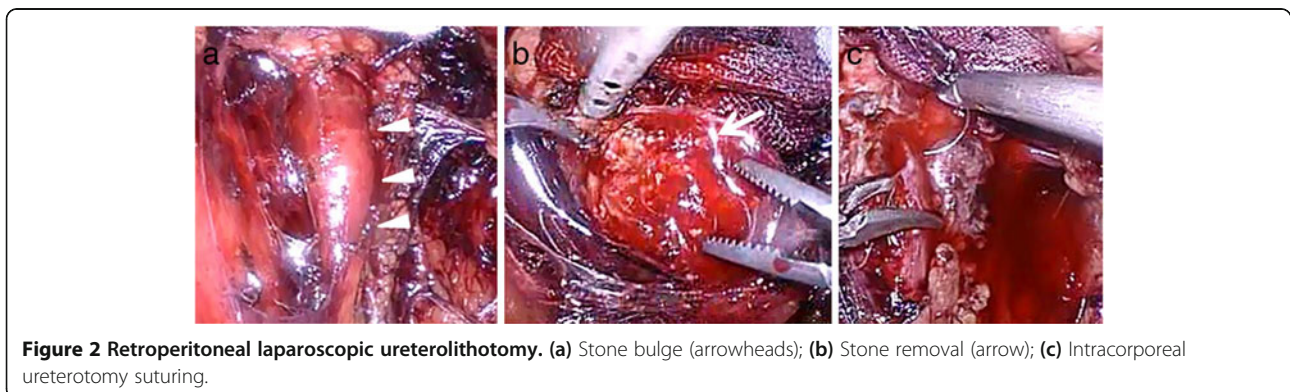 a
b
c
Figure 2 Retroperitoneal laparoscopic ureterolithotomy. (a) Stone bulge (arrowheads); (b) Stone removal (arrow); (c) Intracorporeal
ureterotomy suturing.